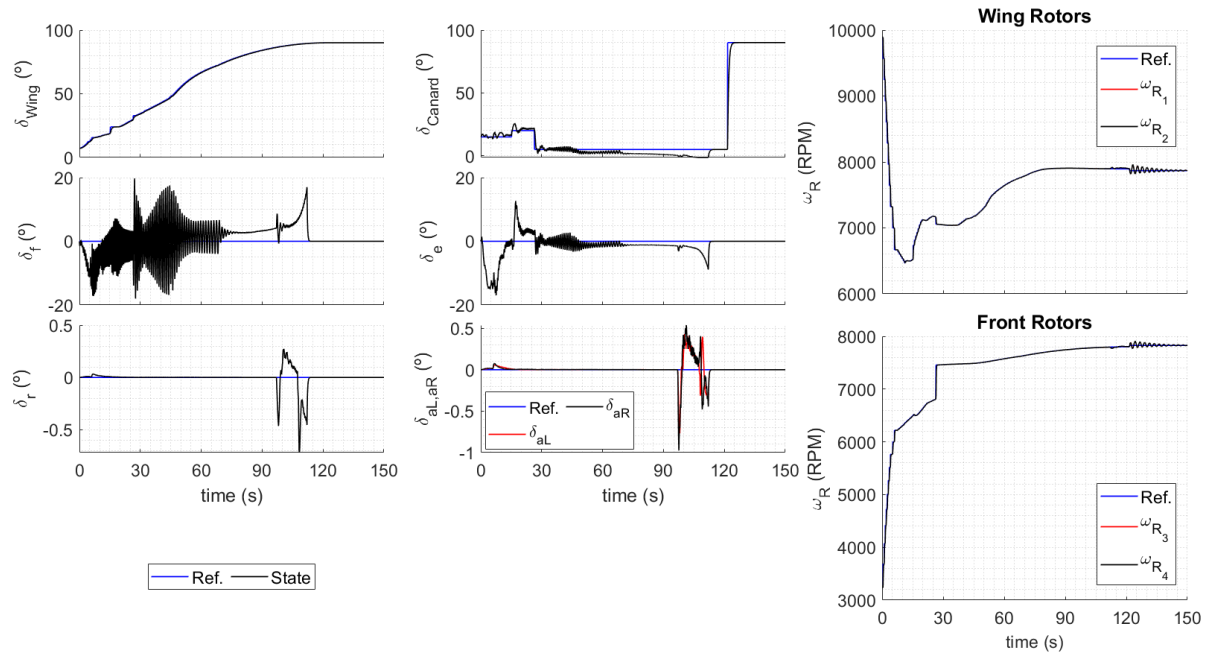 100
50
0
δWing (º)
20
0
-20
δf (º)
0.5
0
-0.5
δr (º)
0 30 60 90 120 150
time (s)
Ref. State
100
50
0
δCanard (º)
20
0
-20
δe (º)
0.5
0
-0.5
-1
δaL,aR (º)
Ref. δaR
δaL
0 30 60 90 120 150
time (s)
Wing Rotors
10000
9000
8000
7000
6000
ωR (RPM)
Ref.
ωR1
ωR2
Front Rotors
8000
7000
6000
5000
4000
3000
ωR (RPM)
Ref.
ωR3
ωR4
0 30 60 90 120 150
time (s)